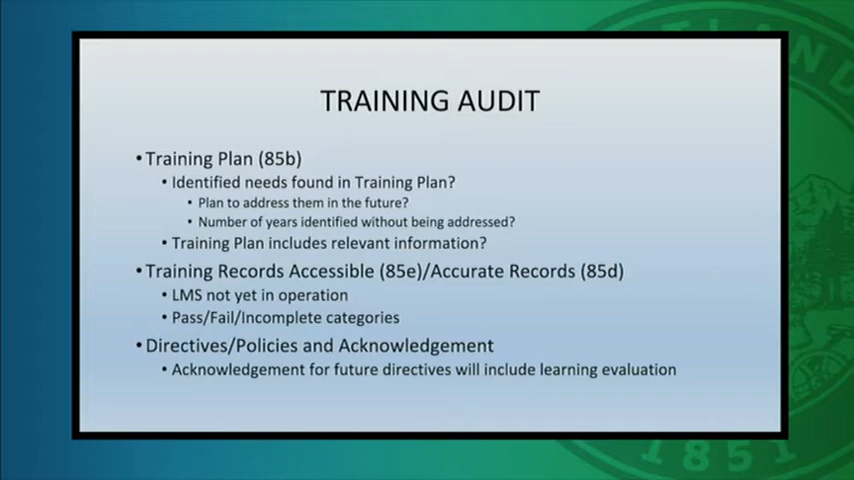 TRAINING AUDIT
•Training Plan (85b)
•Identified needs found in Training Plan?
•Plan to address them in the future?
•Number of years identified without being addressed?
•Training Plan includes relevant information?
•Training Records Accessible (85e)/Accurate Records (85d)
•LMS not yet in operation
•Pass/Fail/Incomplete categories
•Directives/Policies and Acknowledgement
•Acknowledgement for future directives will include learning evaluation
TLAND
1851